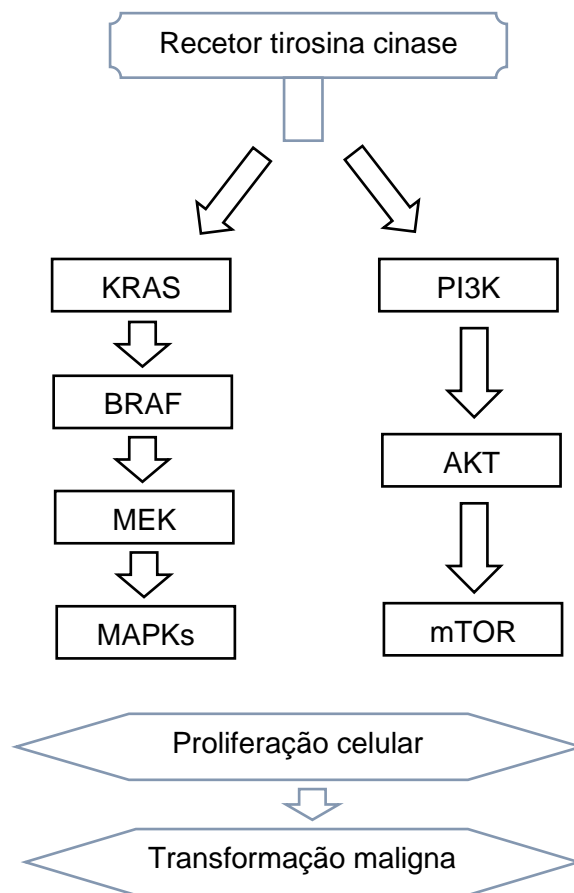 Recetor tirosina cinase
KRAS
BRAF
MEK
MAPKs
PI3K
AKT
mTOR
Proliferação celular
Transformação maligna